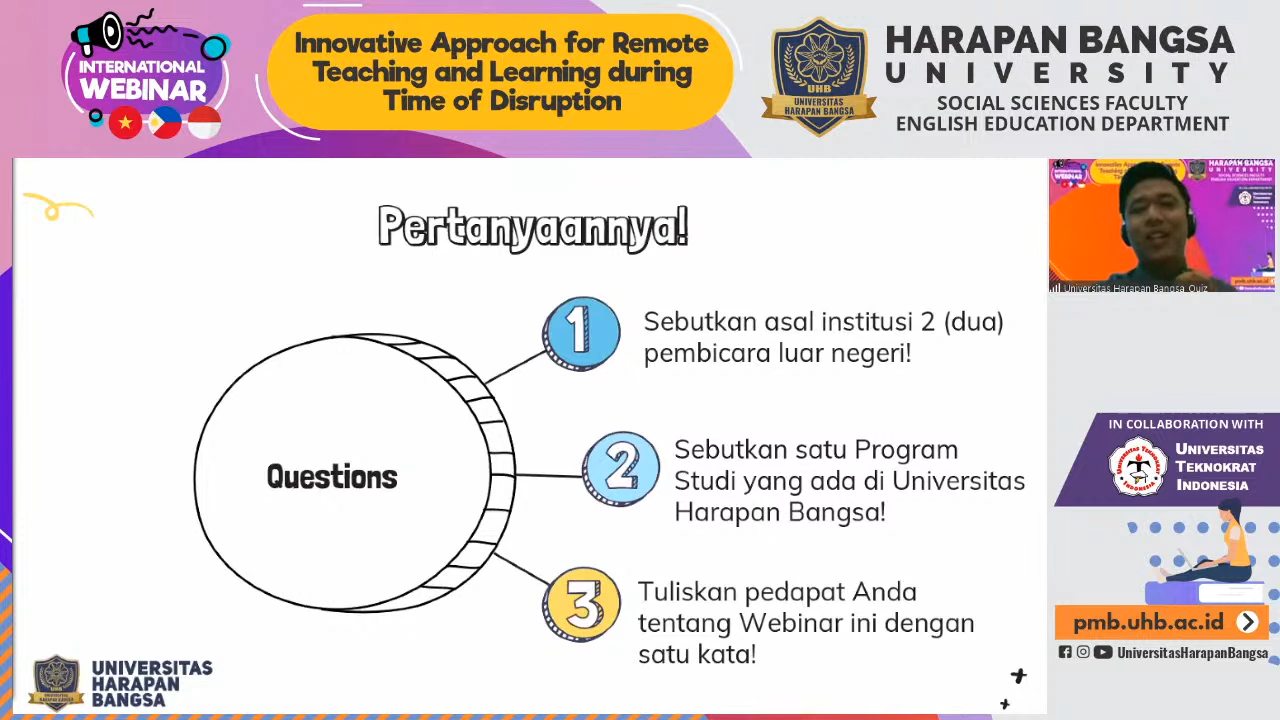 INTERNATIONAL
WEBINAR
Innovative Approach for Remote
Teaching and Learning during
Time of Disruption
UHB
UNIVERSITAS
HARAPAN BANGSA
HARAPAN BANGSA
UNIVERSITY
SOCIAL SCIENCES FACULTY
ENGLISH EDUCATION DEPARTMENT
Pertanyaannya!
Questions
1
Sebutkan asal institusi 2 (dua)
pembicara luar negeri!
2
Sebutkan satu Program
Studi yang ada di Universitas
Harapan Bangsa!
3
Tuliskan pedapat Anda
tentang Webinar ini dengan
satu kata!
UNIVERSITAS
HARAPAN
BANGSA
Universitas Harapan Bangsa_Quiz
IN COLLABORATION WITH
UNIVERSITAS
TEKNOKRAT
INDONESIA
pmb.uhb.ac.id
UniversitasHarapanBangsa